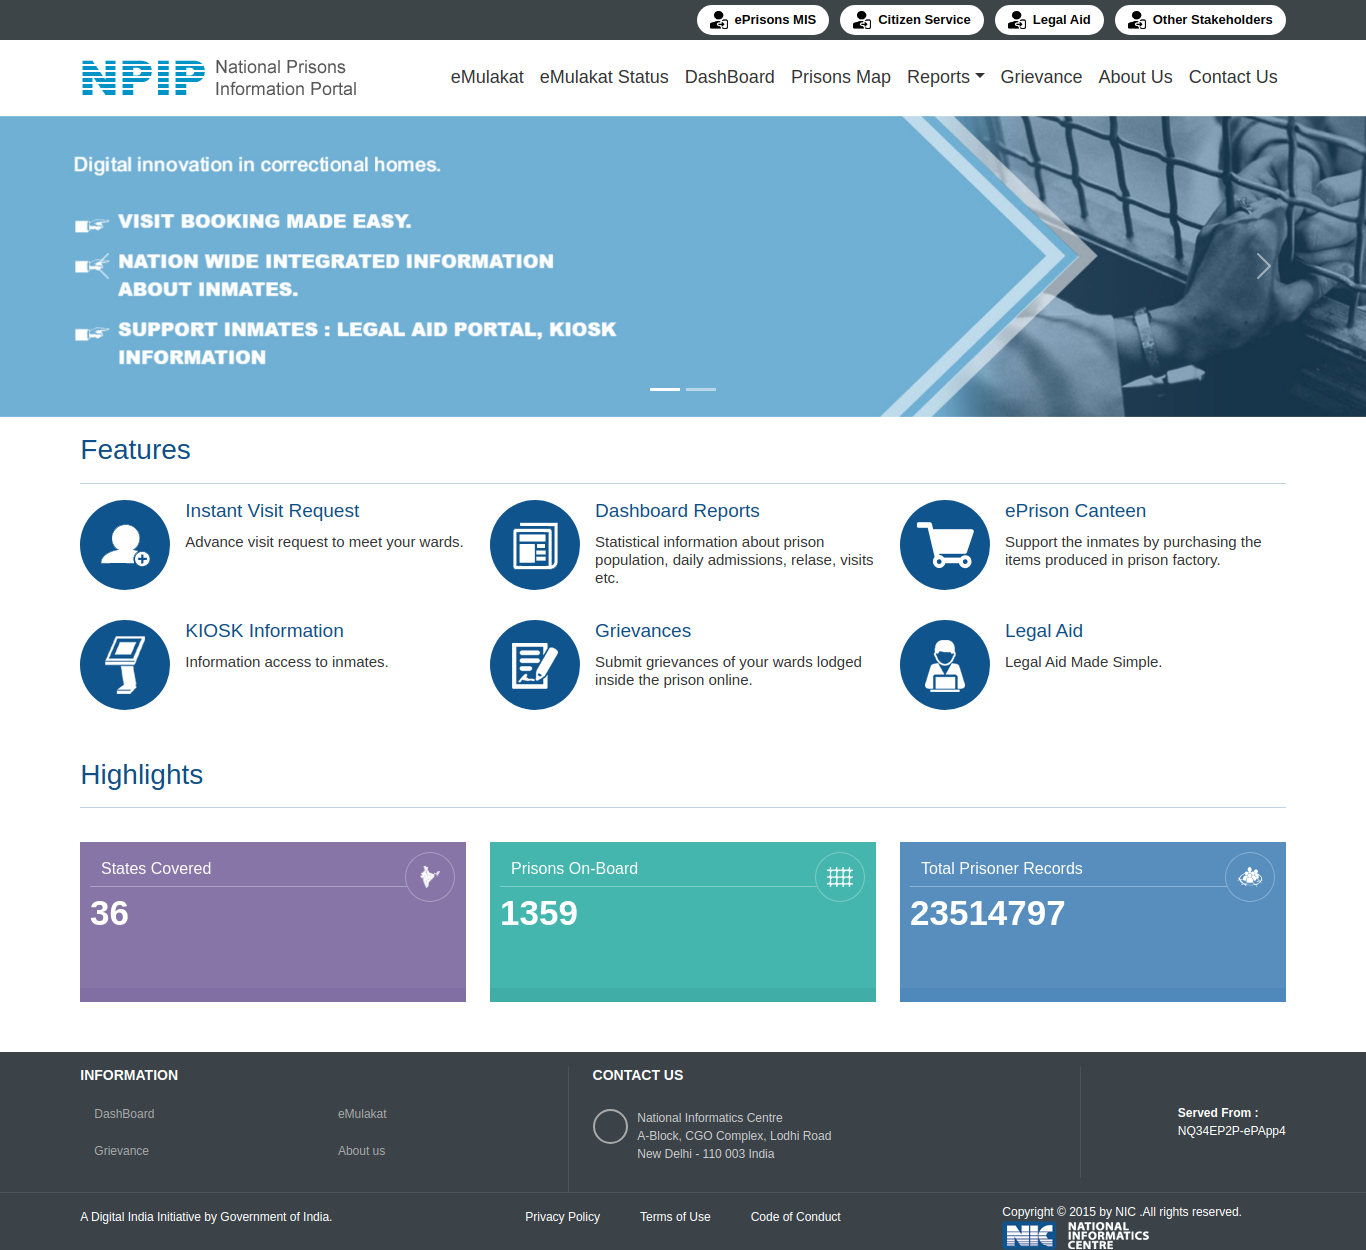 ePrisons MIS
Citizen Service
Legal Aid
Other Stakeholders
NPIP
National Prisons
Information Portal
eMulakat
eMulakat Status
DashBoard
Prisons Map
Reports
Grievance
About Us
Contact Us
Digital innovation in correctional homes.
VISIT BOOKING MADE EASY.
NATION WIDE INTEGRATED INFORMATION
ABOUT INMATES.
SUPPORT INMATES : LEGAL AID PORTAL, KIOSK
INFORMATION
Features
Instant Visit Request
Advance visit request to meet your wards.
Dashboard Reports
Statistical information about prison
population, daily admissions, relase, visits
etc.
ePrison Canteen
Support the inmates by purchasing the
items produced in prison factory.
KIOSK Information
Information access to inmates.
Grievances
Submit grievances of your wards lodged
inside the prison online.
Legal Aid
Legal Aid Made Simple.
Highlights
States Covered
36
Prisons On-Board
1359
Total Prisoner Records
23514797
INFORMATION
DashBoard
eMulakat
Grievance
About us
CONTACT US
National Informatics Centre
A-Block, CGO Complex, Lodhi Road
New Delhi - 110 003 India
Served From :
NQ34EP2P-ePApp4
A Digital India Initiative by Government of India.
Privacy Policy
Terms of Use
Code of Conduct
Copyright © 2015 by NIC .All rights reserved.
NIC
NATIONAL
INFORMATICS
CENTRE